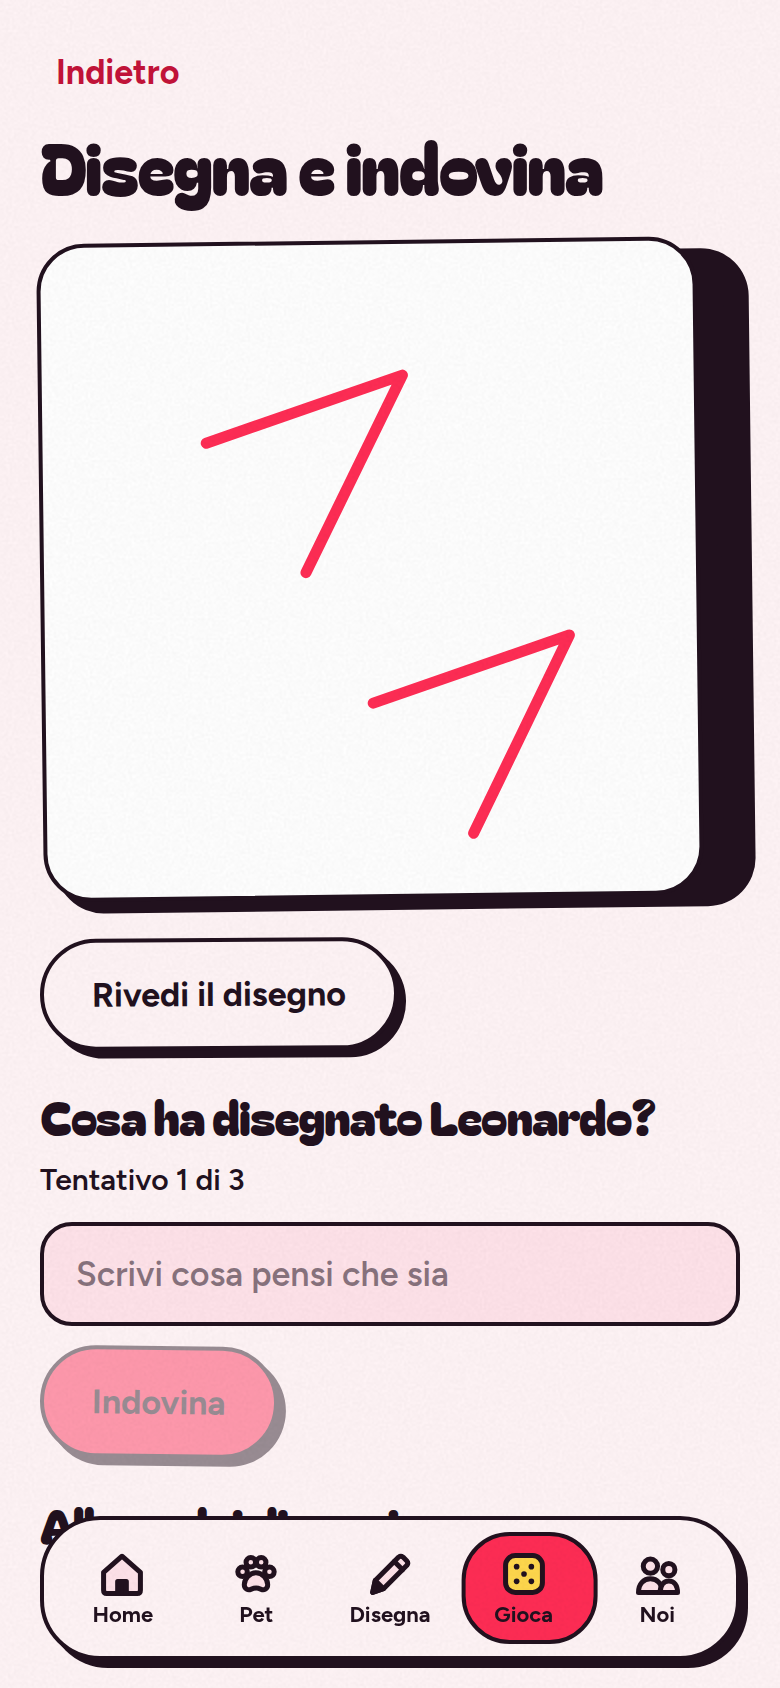 Indietro
Disegna e indovina
Rivedi il disegno
Cosa ha disegnato Leonardo?
Tentativo 1 di 3
Scrivi cosa pensi che sia
Indovina
Home
Pet
Disegna
Gioca
Noi